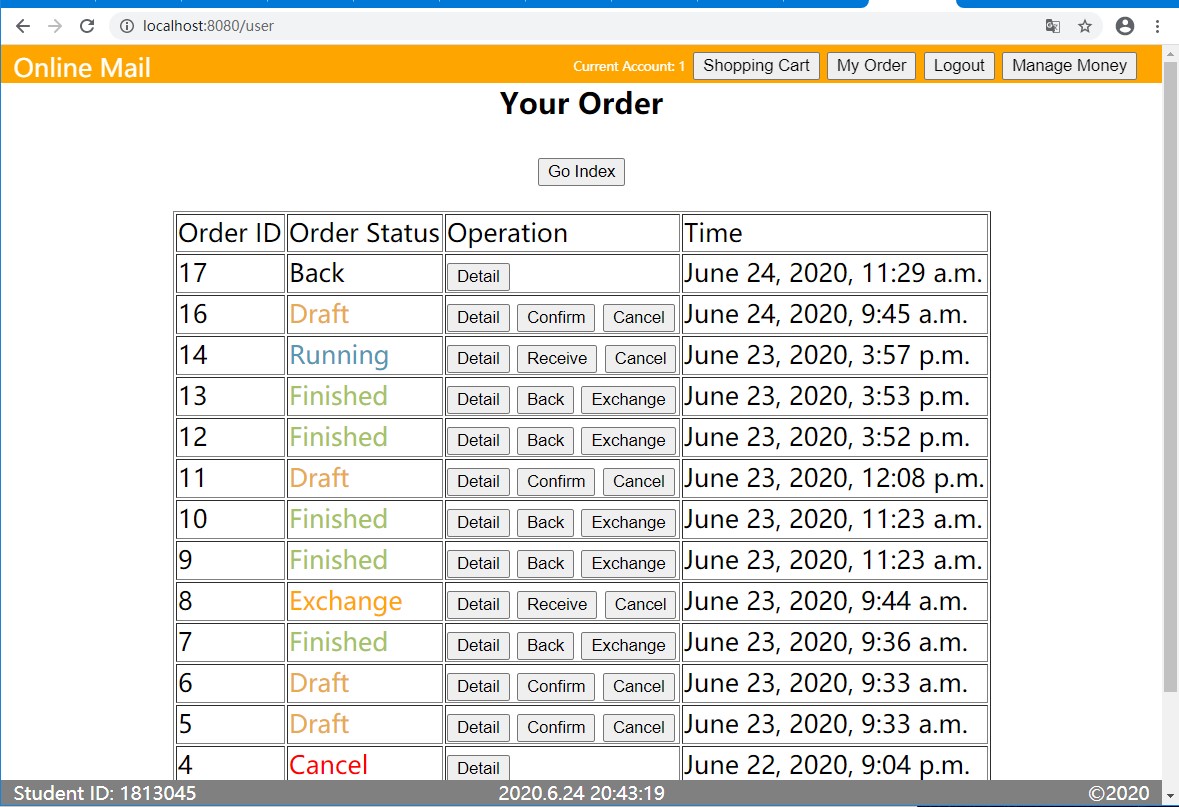 localhost:8080/user
Online Mail Current Account: 1 Shopping Cart My Order Logout Manage Money
Your Order
Go Index
Order ID Order Status Operation Time
17 Back Detail June 24, 2020, 11:29 a.m.
16 Draft Detail Confirm Cancel June 24, 2020, 9:45 a.m.
14 Running Detail Receive Cancel June 23, 2020, 3:57 p.m.
13 Finished Detail Back Exchange June 23, 2020, 3:53 p.m.
12 Finished Detail Back Exchange June 23, 2020, 3:52 p.m.
11 Draft Detail Confirm Cancel June 23, 2020, 12:08 p.m.
10 Finished Detail Back Exchange June 23, 2020, 11:23 a.m.
9 Finished Detail Back Exchange June 23, 2020, 11:23 a.m.
8 Exchange Detail Receive Cancel June 23, 2020, 9:44 a.m.
7 Finished Detail Back Exchange June 23, 2020, 9:36 a.m.
6 Draft Detail Confirm Cancel June 23, 2020, 9:33 a.m.
5 Draft Detail Confirm Cancel June 23, 2020, 9:33 a.m.
4 Cancel Detail June 22, 2020, 9:04 p.m.
Student ID: 1813045 2020.6.24 20:43:19 ©2020